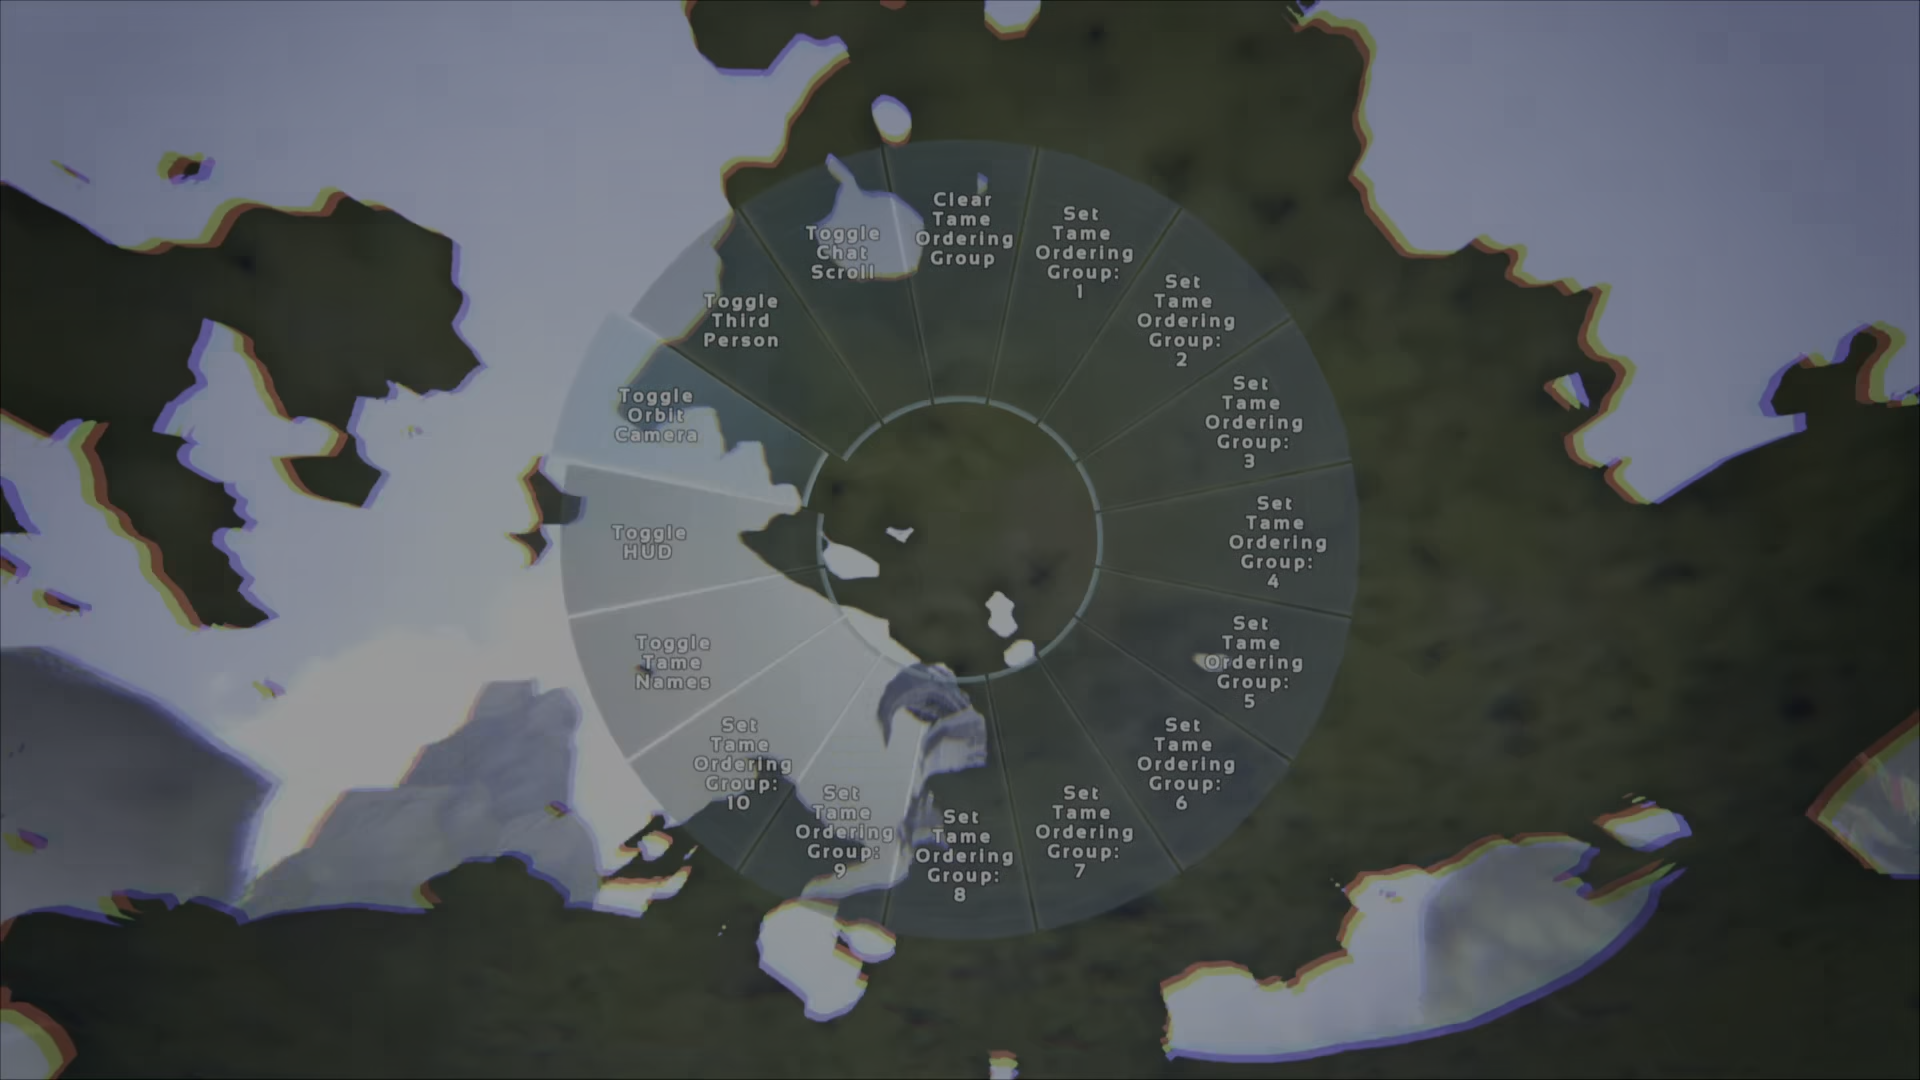 Clear
Tame
Ordering
Group
Set
Tame
Ordering
Group:
1
Set
Tame
Ordering
Group:
2
Set
Tame
Ordering
Group:
3
Set
Tame
Ordering
Group:
4
Set
Tame
Ordering
Group:
5
Set
Tame
Ordering
Group:
6
Set
Tame
Ordering
Group:
7
Set
Tame
Ordering
Group:
8
Set
Tame
Ordering
Group:
9
Set
Tame
Ordering
Group:
10
Toggle
Tame
Names
Toggle
HUD
Toggle
Orbit
Camera
Toggle
Third
Person
Toggle
Chat
Scroll